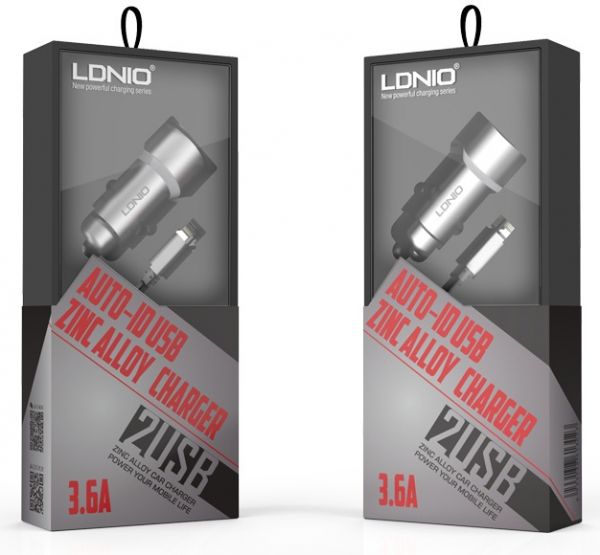 LDNIO®
New powerful charging series
LDNIO
AUTO-ID USB
ZINC ALLOY CHARGER
2USB
ZINC ALLOY CAR CHARGER
POWER YOUR MOBILE LIFE
3.6A
LDNIO®
New powerful charging series
LDNIO
AUTO-ID USB
ZINC ALLOY CHARGER
2USB
ZINC ALLOY CAR CHARGER
POWER YOUR MOBILE LIFE
3.6A